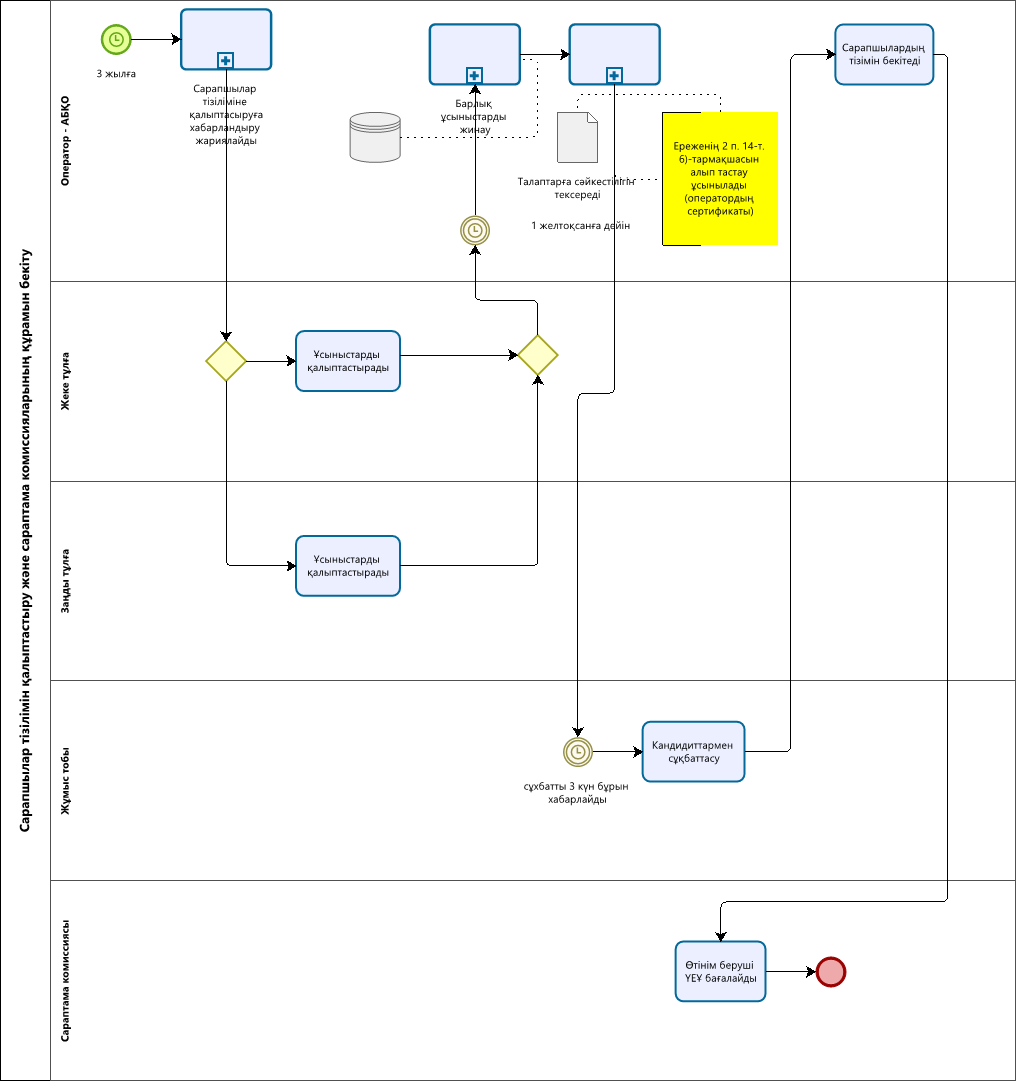 Сарапшылар тізілімін қалыптастыру және сараптама комиссияларының құрамын бекіту
Оператор - АБҚО
3 жылға
Сарапшылар
тізіліміне
қалыптасыруға
хабарландыру
жариялайды
Барлық
ұсыныстарды
жинау
Талаптарға сәйкестілігін
тексереді
1 желтоқсанға дейін
Ереженің 2 п. 14-т.
6)-тармақшасын
алып тастау
ұсынылады
(оператордың
сертификаты)
Сарапшылардың
тізімін бекітеді
Жеке тұлға
Ұсыныстарды
қалыптастырады
Заңды тұлға
Ұсыныстарды
қалыптастырады
Жұмыс тобы
сұхбатты 3 күн бұрын
хабарлайды
Кандидиттармен
сұқбаттасу
Сараптама комиссиясы
Өтінім беруші
ҮЕҰ бағалайды